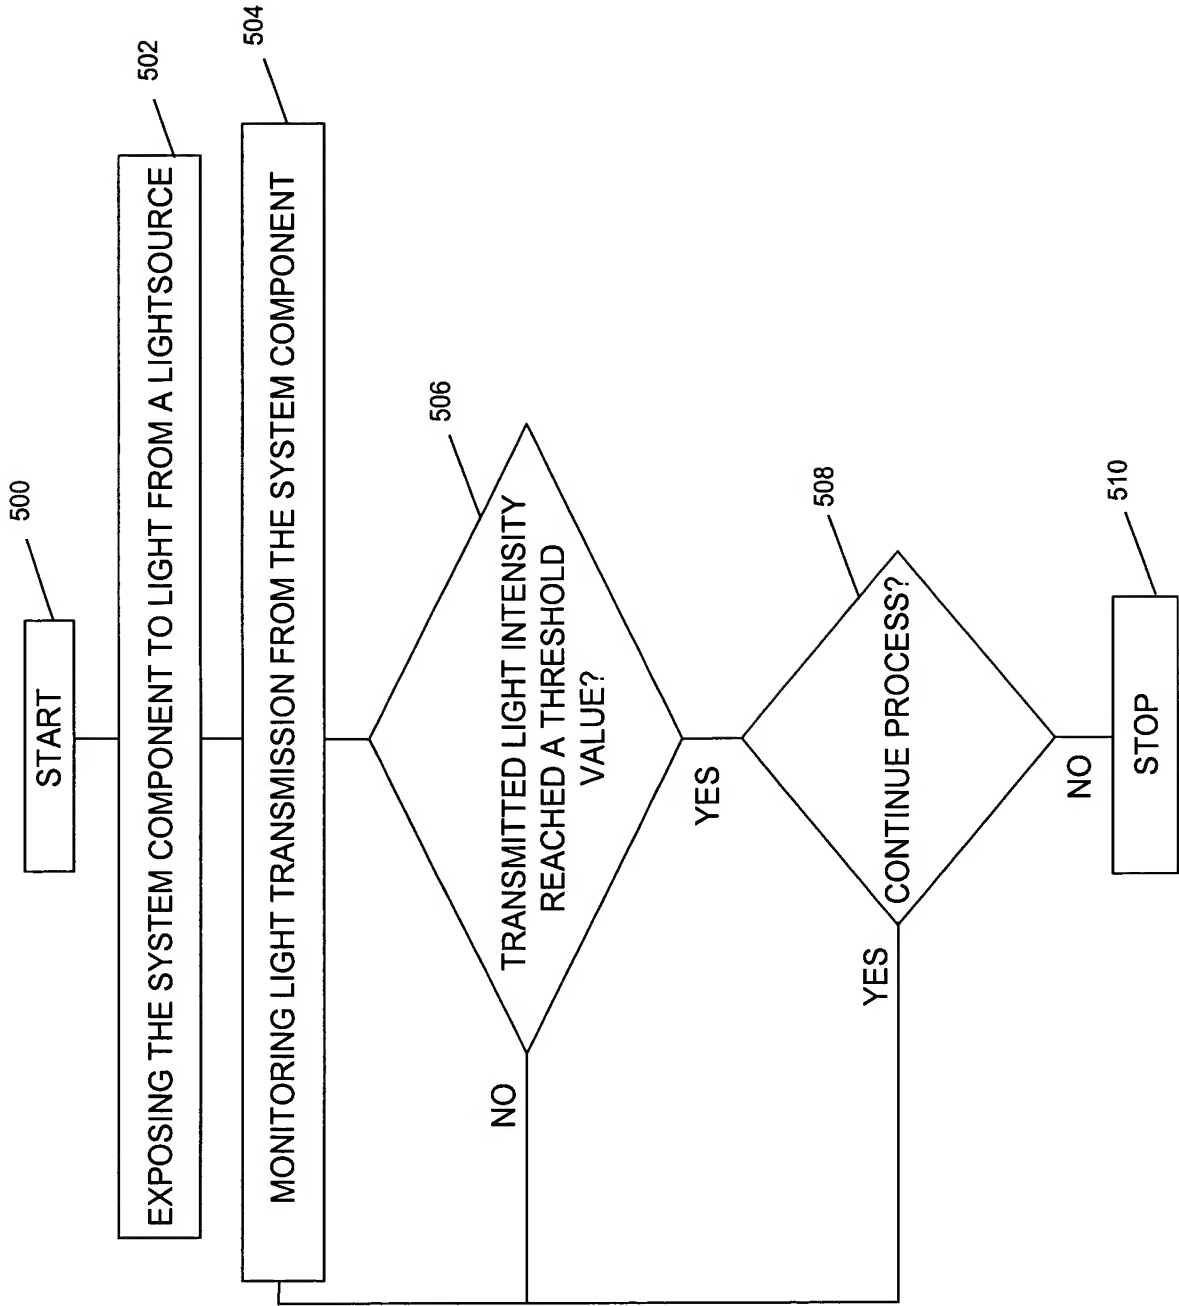 500
START
502
EXPOSING THE SYSTEM COMPONENT TO LIGHT FROM A LIGHTSOURCE
504
MONITORING LIGHT TRANSMISSION FROM THE SYSTEM COMPONENT
506
TRANSMITTED LIGHT INTENSITY
REACHED A THRESHOLD
VALUE?
NO
YES
508
CONTINUE PROCESS?
YES
NO
510
STOP